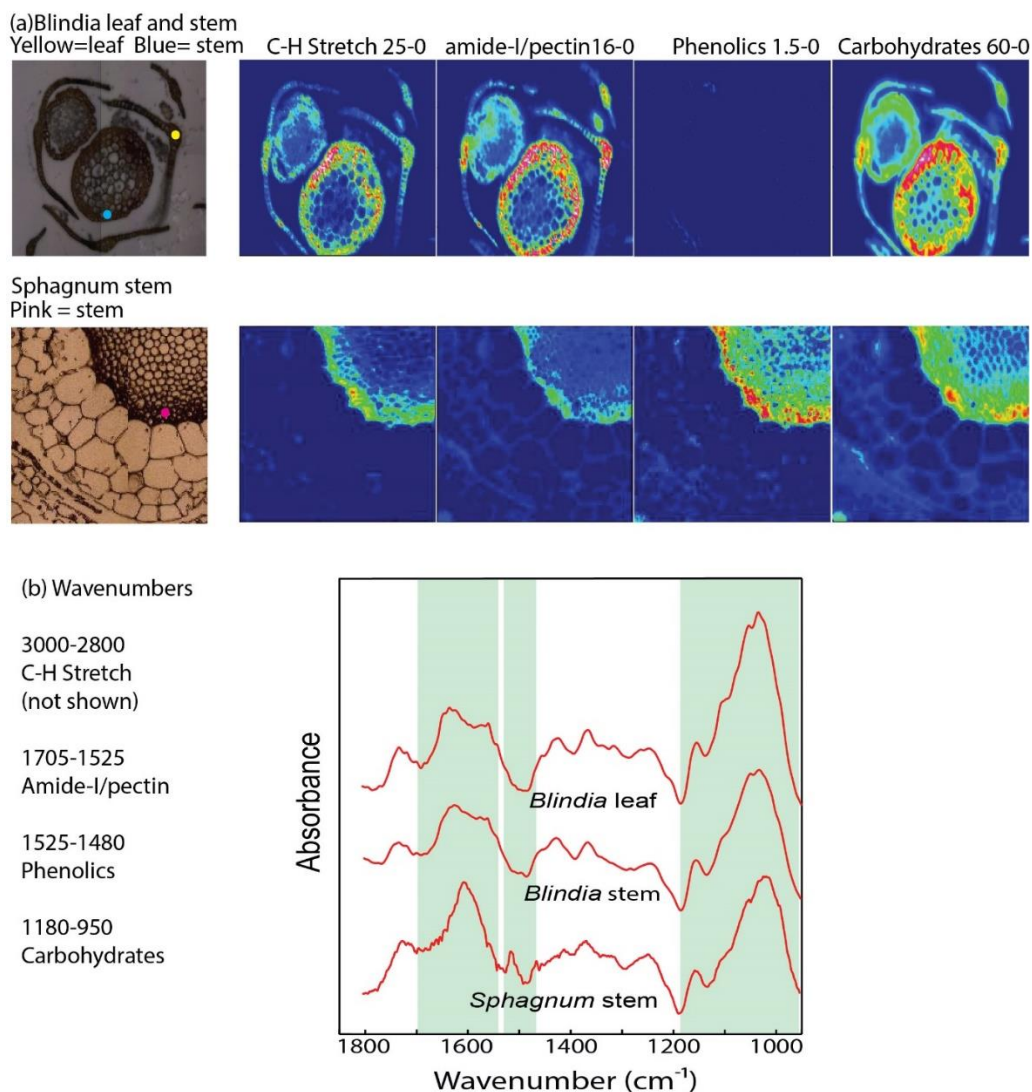 (a)Blindia leaf and stem
Yellow=leaf Blue= stem
C-H Stretch 25-0
amide-I/pectin16-0
Phenolics 1.5-0
Carbohydrates 60-0
Sphagnum stem
Pink = stem
(b) Wavenumbers
3000-2800
C-H Stretch
(not shown)
1705-1525
Amide-I/pectin
1525-1480
Phenolics
1180-950
Carbohydrates
Absorbance
Blindia leaf
Blindia stem
Sphagnum stem
1800 1600 1400 1200 1000
Wavenumber (cm⁻¹)